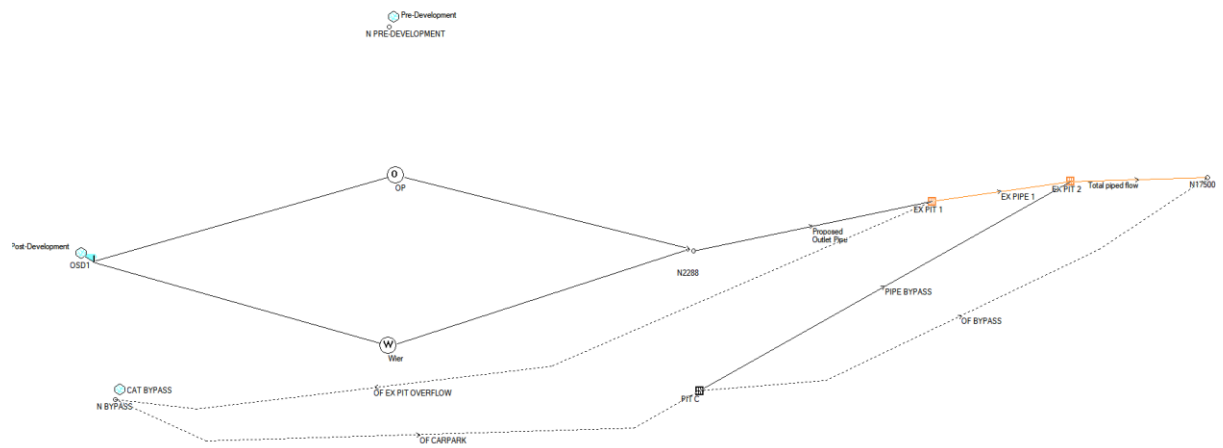 Pre-Development
N PRE-DEVELOPMENT
O
OP
Total piped flow
N17500
EX PIT 2
EX PIPE 1
EX PIT 1
Proposed
Outlet Pipe
Post-Development
OSD1
N2288
PIPE BYPASS
OF BYPASS
W
Wier
CAT BYPASS
OF EX PIT OVERFLOW
N BYPASS
PIT C
OF CARPARK